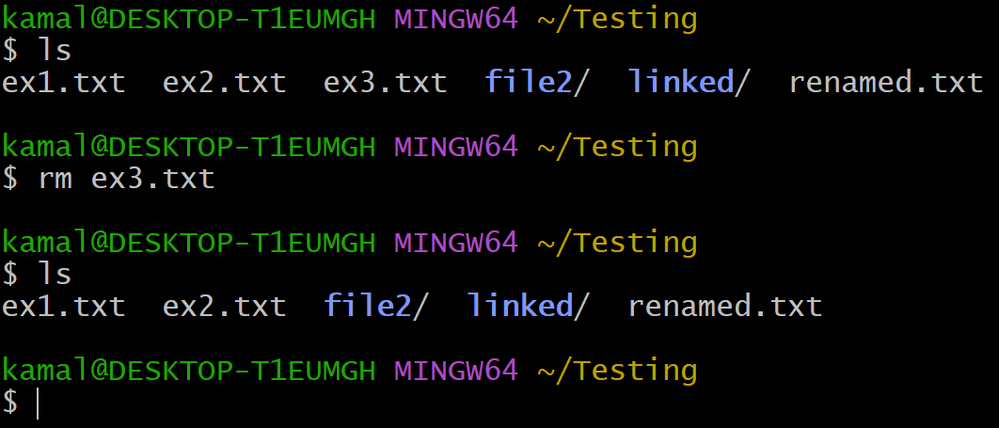 kamal@DESKTOP-T1EUMGH MINGW64 ~/Testing
$ ls
ex1.txt  ex2.txt  ex3.txt  file2/  linked/  renamed.txt
kamal@DESKTOP-T1EUMGH MINGW64 ~/Testing
$ rm ex3.txt
kamal@DESKTOP-T1EUMGH MINGW64 ~/Testing
$ ls
ex1.txt  ex2.txt  file2/  linked/  renamed.txt
kamal@DESKTOP-T1EUMGH MINGW64 ~/Testing
$